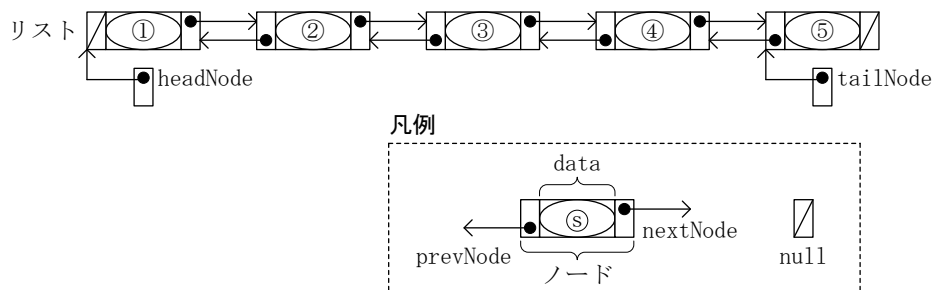 リスト ① ② ③ ④ ⑤
headNode tailNode
凡例
data
ⓢ
prevNode nextNode null
ノード